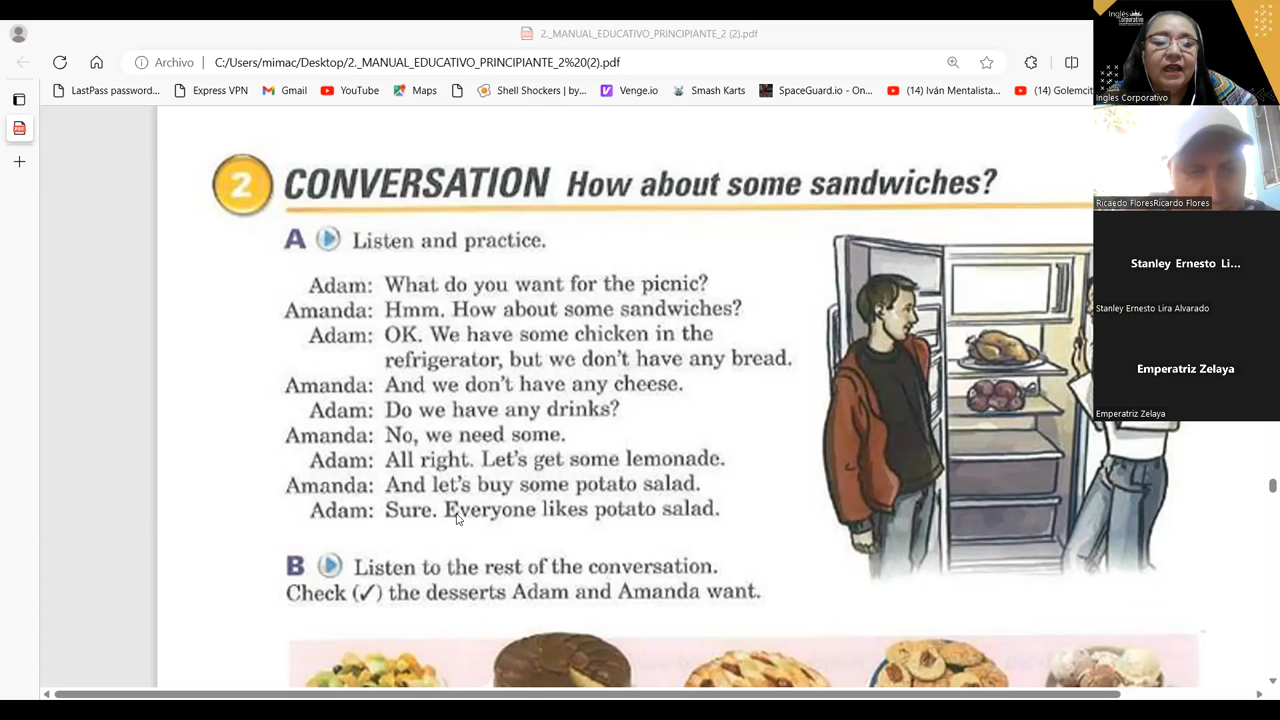 2._MANUAL_EDUCATIVO_PRINCIPIANTE_2 (2).pdf
Archivo C:/Users/mimac/Desktop/2._MANUAL_EDUCATIVO_PRINCIPIANTE_2%20(2).pdf
LastPass password... Express VPN Gmail YouTube Maps Shell Shockers | by... Venge.io Smash Karts SpaceGuard.io - On... (14) Iván Mentalista... (14) Golemcit
Inglés
Corporativo
Ingles Corporativo
Ricaedo FloresRicardo Flores
Stanley Ernesto Li...
Stanley Ernesto Lira Alvarado
Emperatriz Zelaya
Emperatriz Zelaya
2 CONVERSATION How about some sandwiches?
A Listen and practice.
Adam: What do you want for the picnic?
Amanda: Hmm. How about some sandwiches?
Adam: OK. We have some chicken in the
refrigerator, but we don't have any bread.
Amanda: And we don't have any cheese.
Adam: Do we have any drinks?
Amanda: No, we need some.
Adam: All right. Let's get some lemonade.
Amanda: And let's buy some potato salad.
Adam: Sure. Everyone likes potato salad.
B Listen to the rest of the conversation.
Check (✓) the desserts Adam and Amanda want.